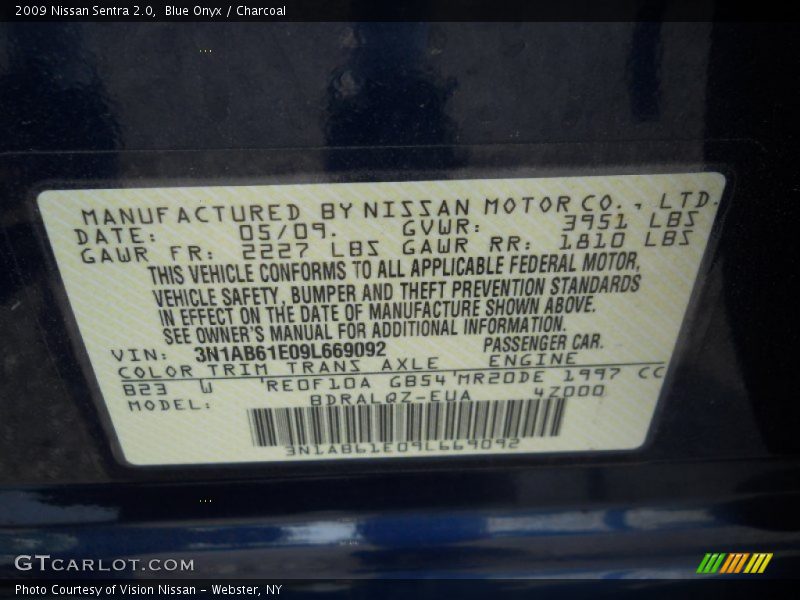 2009 Nissan Sentra 2.0, Blue Onyx / Charcoal
MANUFACTURED BY NISSAN MOTOR CO., LTD.
DATE: 05/09. GVWR: 3951 LBS
GAWR FR: 2227 LBS GAWR RR: 1810 LBS
THIS VEHICLE CONFORMS TO ALL APPLICABLE FEDERAL MOTOR,
VEHICLE SAFETY, BUMPER AND THEFT PREVENTION STANDARDS
IN EFFECT ON THE DATE OF MANUFACTURE SHOWN ABOVE.
SEE OWNER'S MANUAL FOR ADDITIONAL INFORMATION.
VIN: 3N1AB61E09L669092 PASSENGER CAR.
COLOR TRIM TRANS AXLE ENGINE
B23 W 'RE0F10A GB54'MR20DE 1997 CC
MODEL: BDRALQZ-EUA 4Z000
3N1AB61E09L669092
GTCARLOT.COM
Photo Courtesy of Vision Nissan - Webster, NY